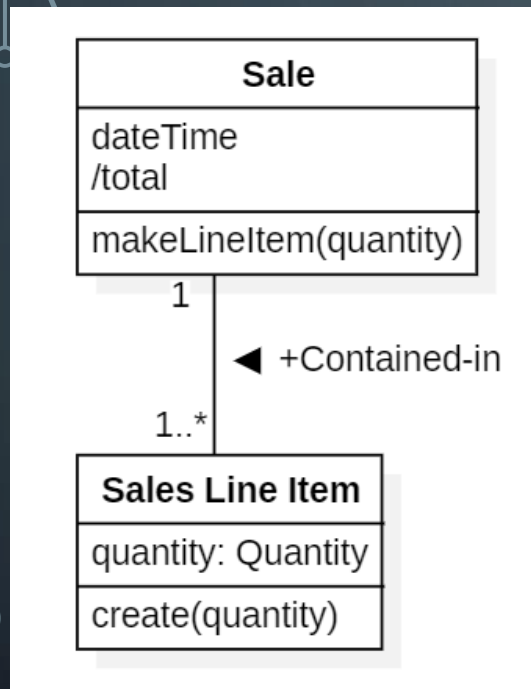 Sale
dateTime
/total
makeLineItem(quantity)
1
◀ +Contained-in
1..*
Sales Line Item
quantity: Quantity
create(quantity)